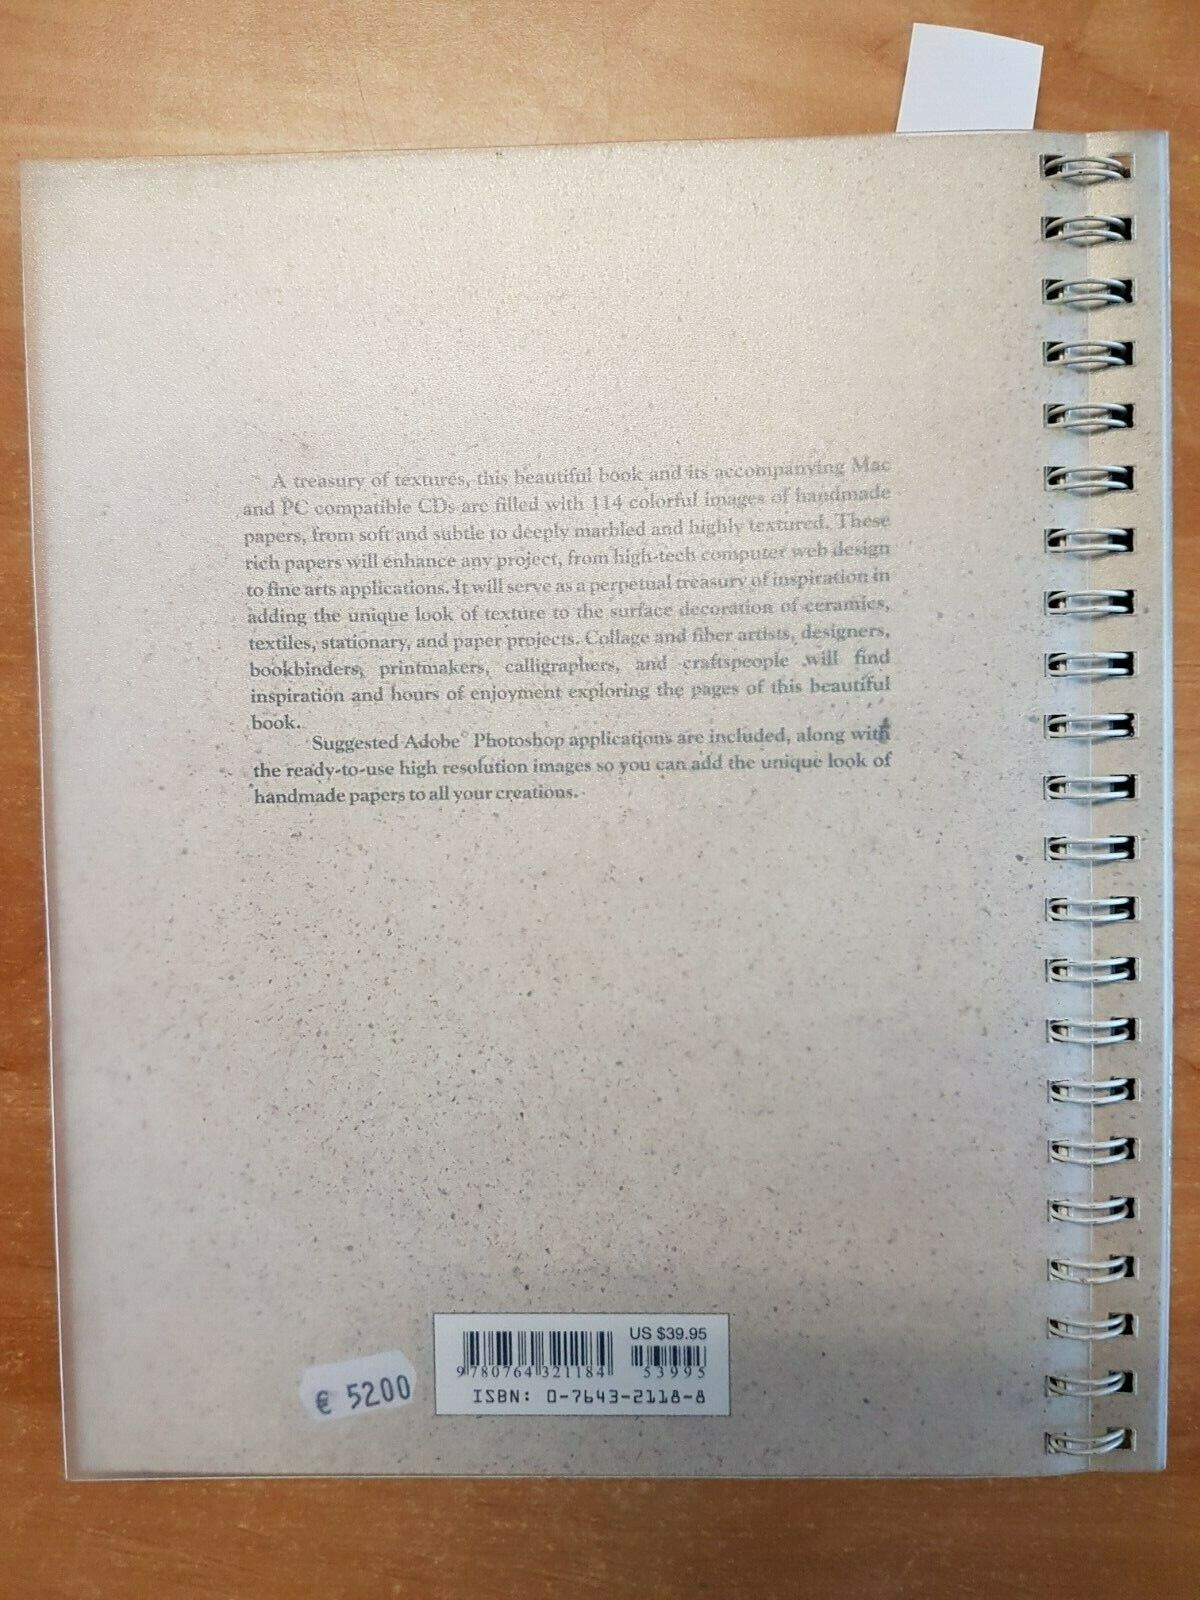 A treasury of textures, this beautiful book and its accompanying Mac
and PC compatible CDs are filled with 114 colorful images of handmade
papers, from soft and subtle to deeply marbled and highly textured. These
rich papers will enhance any project, from high-tech computer web design
to fine arts applications. It will serve as a perpetual treasury of inspiration in
adding the unique look of texture to the surface decoration of ceramics,
textiles, stationary, and paper projects. Collage and fiber artists, designers,
bookbinders, printmakers, calligraphers, and craftspeople will find
inspiration and hours of enjoyment exploring the pages of this beautiful
book.
Suggested Adobe® Photoshop applications are included, along with
the ready-to-use high resolution images so you can add the unique look of
handmade papers to all your creations.
US $39.95
9 780764 321184
53995
ISBN: 0-7643-2118-8
€ 5200